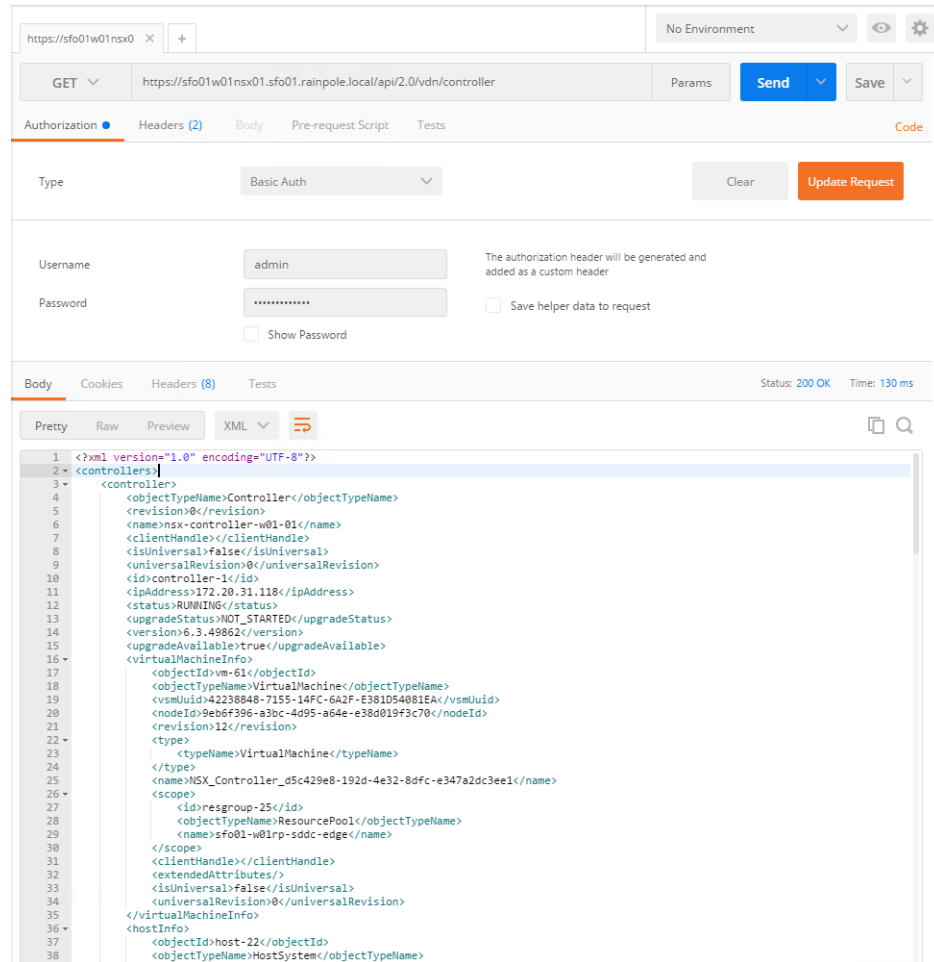 No Environment
https://sfo01w01nsx0 × +
GET https://sfo01w01nsx01.sfo01.rainpole.local/api/2.0/vdn/controller Params Send Save
Authorization Headers (2) Body Pre-request Script Tests Code
Type Basic Auth Clear Update Request
Username admin The authorization header will be generated and
added as a custom header
Password ••••••••••••• Save helper data to request
Show Password
Body Cookies Headers (8) Tests Status: 200 OK Time: 130 ms
Pretty Raw Preview XML
1 <?xml version="1.0" encoding="UTF-8"?>
2 <controllers>
3 <controller>
4 <objectTypeName>Controller</objectTypeName>
5 <revision>0</revision>
6 <name>nsx-controller-w01-01</name>
7 <clientHandle></clientHandle>
8 <isUniversal>false</isUniversal>
9 <universalRevision>0</universalRevision>
10 <id>controller-1</id>
11 <ipAddress>172.20.31.118</ipAddress>
12 <status>RUNNING</status>
13 <upgradeStatus>NOT_STARTED</upgradeStatus>
14 <version>6.3.49862</version>
15 <upgradeAvailable>true</upgradeAvailable>
16 <virtualMachineInfo>
17 <objectId>vm-61</objectId>
18 <objectTypeName>VirtualMachine</objectTypeName>
19 <vsmUuid>42238848-7155-14FC-6A2F-E381D54081EA</vsmUuid>
20 <nodeId>9eb6f396-a3bc-4d95-a64e-e38d019f3c70</nodeId>
21 <revision>12</revision>
22 <type>
23 <typeName>VirtualMachine</typeName>
24 </type>
25 <name>NSX_Controller_d5c429e8-192d-4e32-8dfc-e347a2dc3ee1</name>
26 <scope>
27 <id>resgroup-25</id>
28 <objectTypeName>ResourcePool</objectTypeName>
29 <name>sfo01-w01rp-sddc-edge</name>
30 </scope>
31 <clientHandle></clientHandle>
32 <extendedAttributes/>
33 <isUniversal>false</isUniversal>
34 <universalRevision>0</universalRevision>
35 </virtualMachineInfo>
36 <hostInfo>
37 <objectId>host-22</objectId>
38 <objectTypeName>HostSystem</objectTypeName>